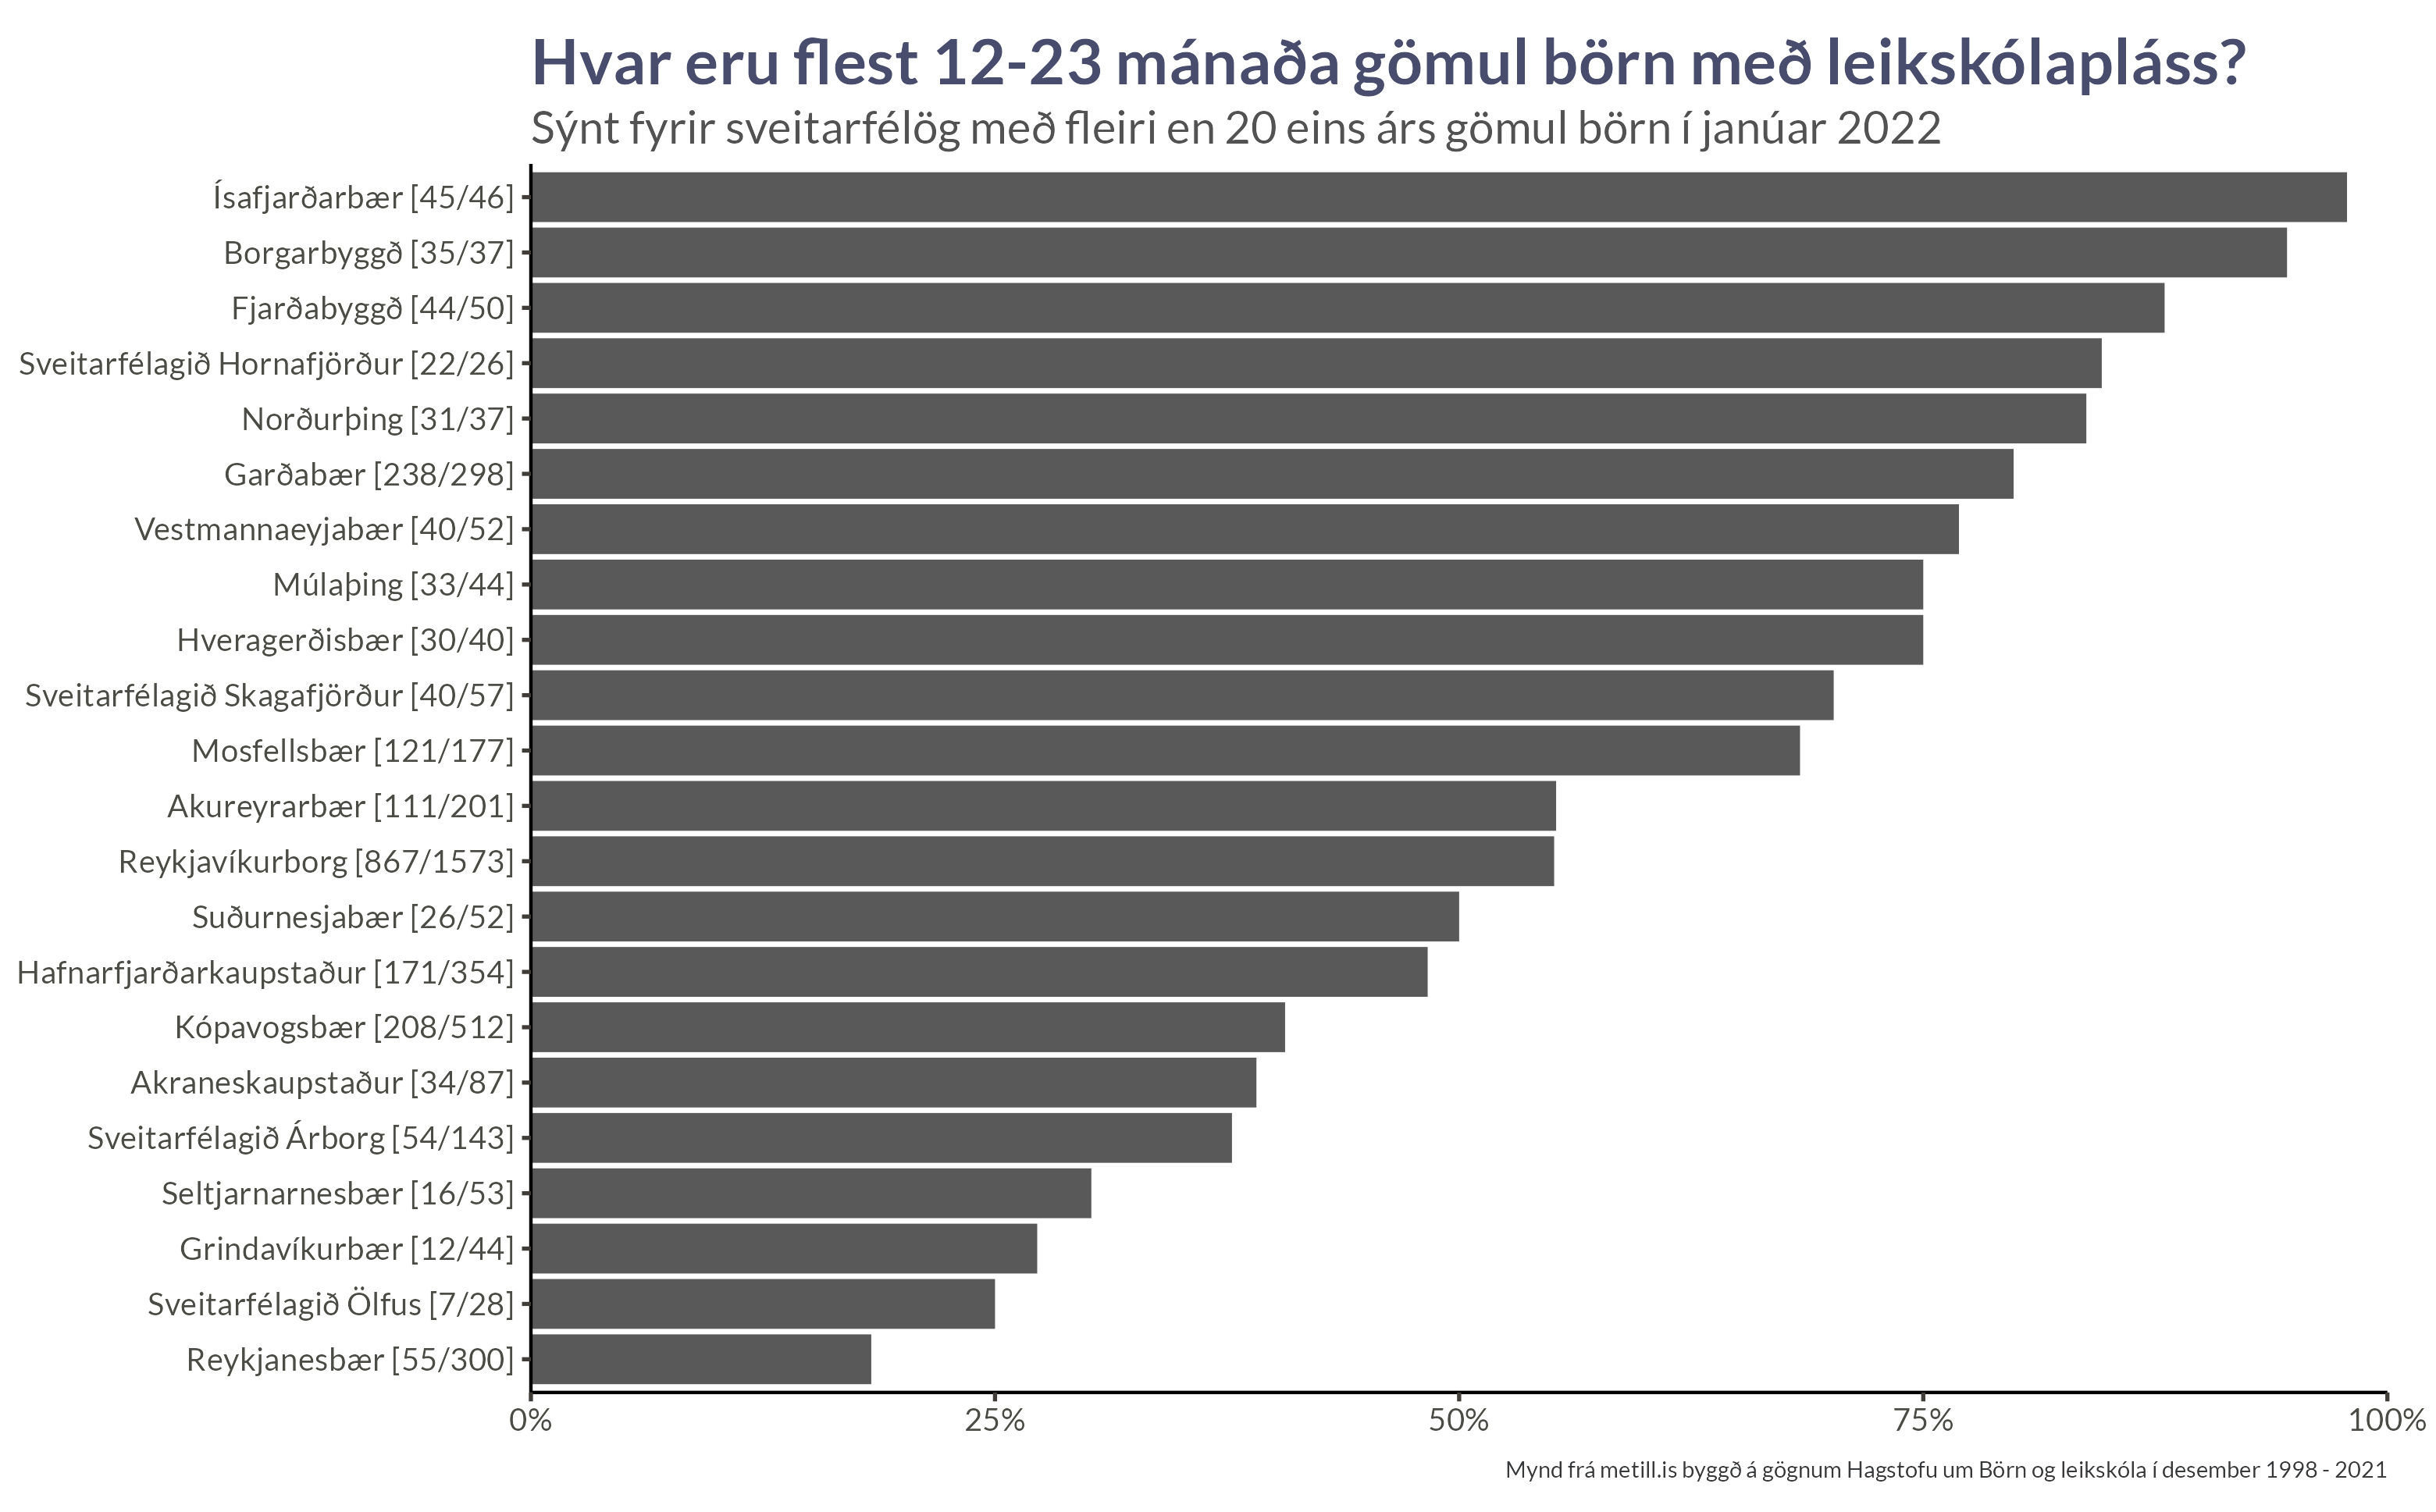 Hvar eru flest 12-23 mánaða gömul börn með leikskólapláss?
Sýnt fyrir sveitarfélög með fleiri en 20 eins árs gömul börn í janúar 2022
Ísafjarðarbær [45/46]
Borgarbyggð [35/37]
Fjarðabyggð [44/50]
Sveitarfélagið Hornafjörður [22/26]
Norðurþing [31/37]
Garðabær [238/298]
Vestmannaeyjabær [40/52]
Múlaþing [33/44]
Hveragerðisbær [30/40]
Sveitarfélagið Skagafjörður [40/57]
Mosfellsbær [121/177]
Akureyrarbær [111/201]
Reykjavíkurborg [867/1573]
Suðurnesjabær [26/52]
Hafnarfjarðarkaupstaður [171/354]
Kópavogsbær [208/512]
Akraneskaupstaður [34/87]
Sveitarfélagið Árborg [54/143]
Seltjarnarnesbær [16/53]
Grindavíkurbær [12/44]
Sveitarfélagið Ölfus [7/28]
Reykjanesbær [55/300]
0% 25% 50% 75% 100%
Mynd frá metill.is byggð á gögnum Hagstofu um Börn og leikskóla í desember 1998 - 2021